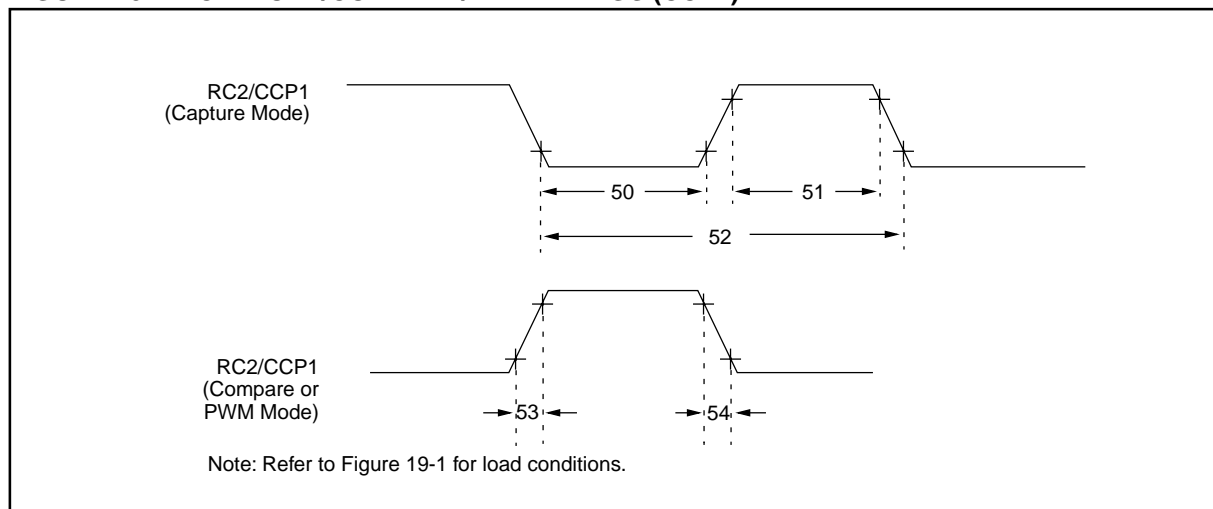 RC2/CCP1
(Capture Mode)
50
51
52
RC2/CCP1
(Compare or
PWM Mode)
53
54
Note: Refer to Figure 19-1 for load conditions.